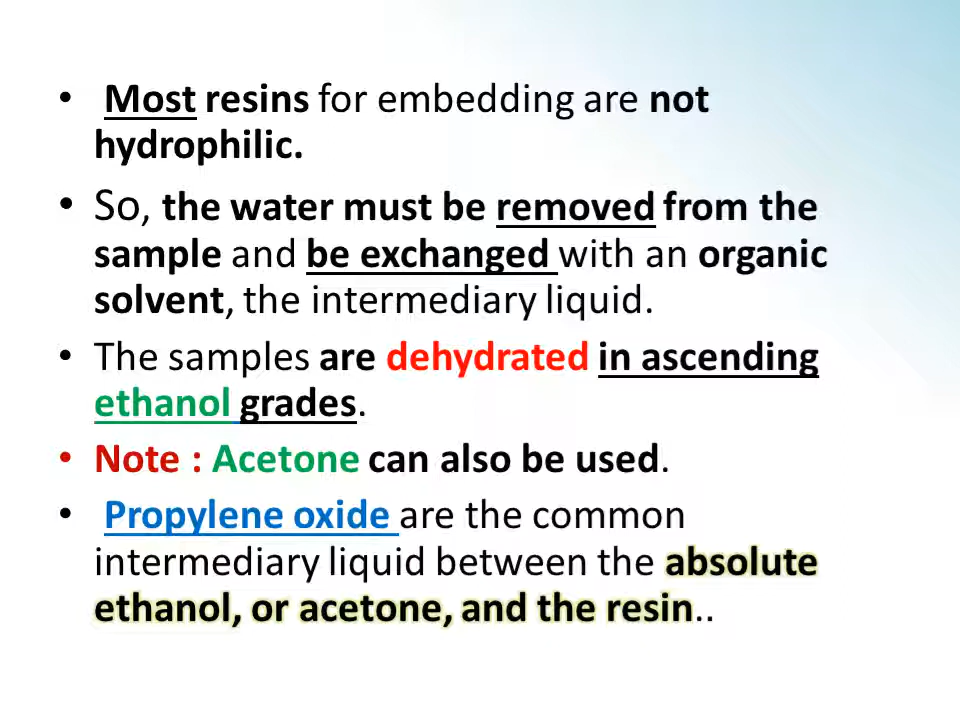 • Most resins for embedding are not
hydrophilic.
• So, the water must be removed from the
sample and be exchanged with an organic
solvent, the intermediary liquid.
• The samples are dehydrated in ascending
ethanol grades.
• Note : Acetone can also be used.
• Propylene oxide are the common
intermediary liquid between the absolute
ethanol, or acetone, and the resin..